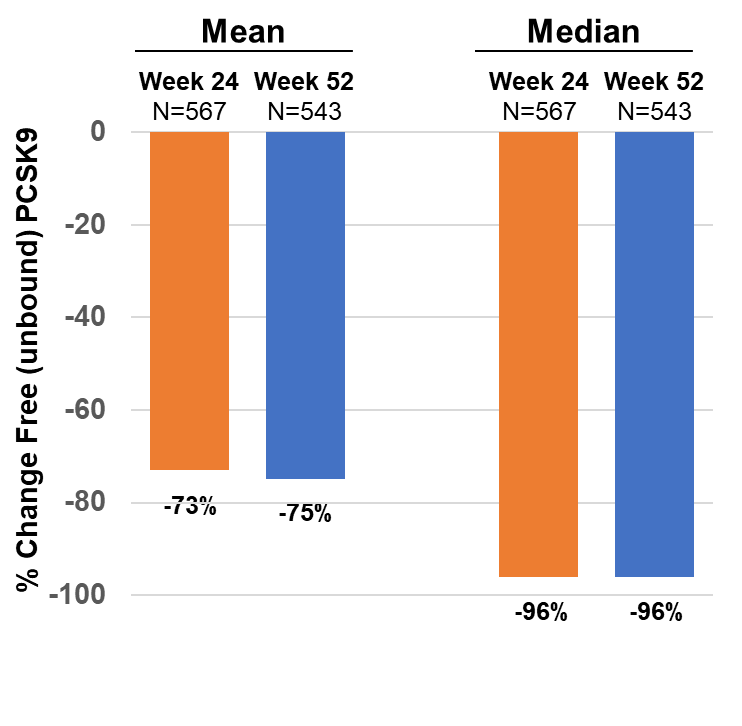 Mean Median
Week 24 Week 52 Week 24 Week 52
N=567 N=543 N=567 N=543
% Change Free (unbound) PCSK9
0
-20
-40
-60
-80
-100
-73% -75%
-96% -96%